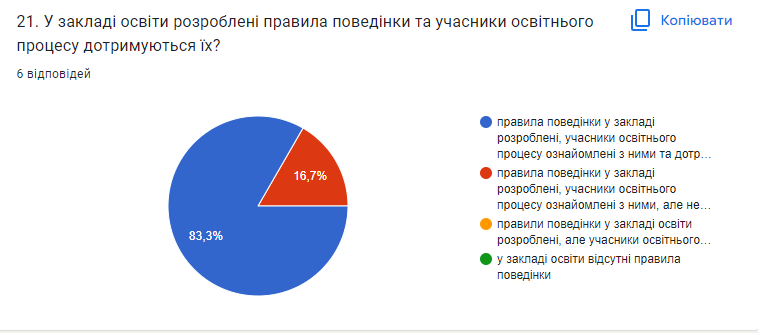 21. У закладі освіти розроблені правила поведінки та учасники освітнього
процесу дотримуються їх?
Копіювати
6 відповідей
16,7%
83,3%
правила поведінки у закладі
розроблені, учасники освітнього
процесу ознайомлені з ними та дотр...
правила поведінки у закладі
розроблені, учасники освітнього
процесу ознайомлені з ними, але не...
правили поведінки у закладі освіти
розроблені, але учасники освітнього...
у закладі освіти відсутні правила
поведінки